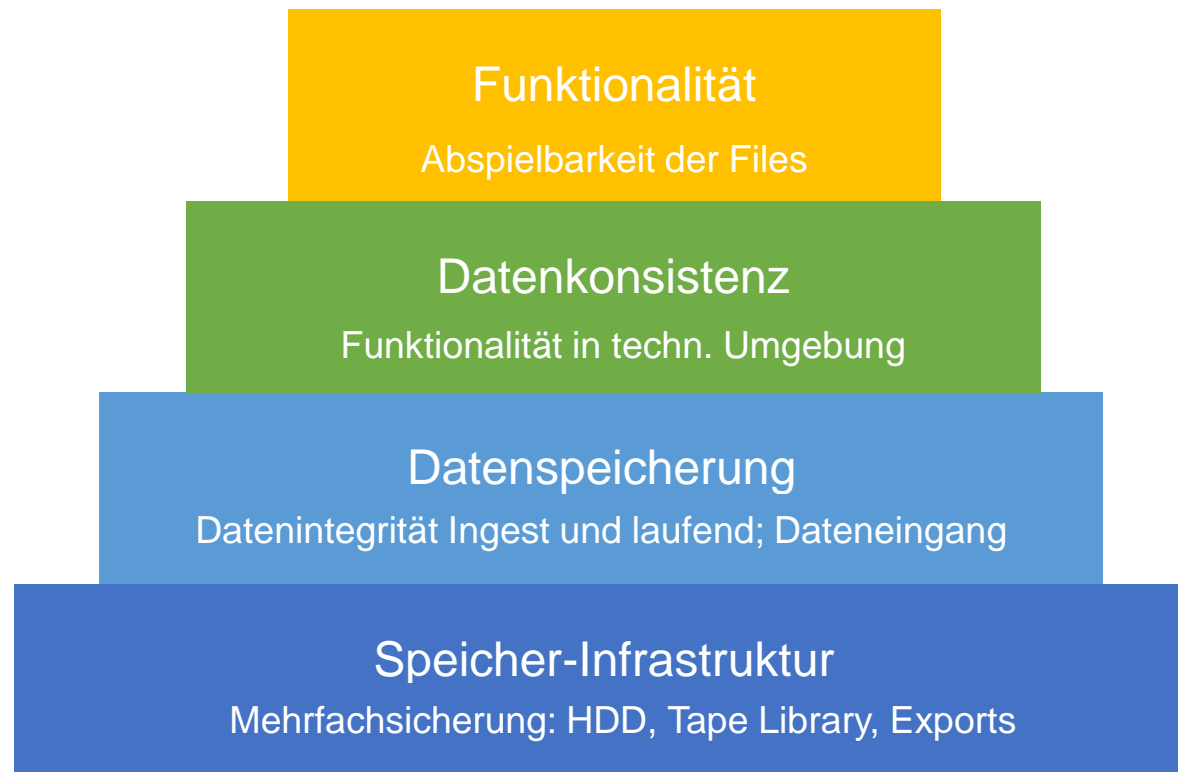 Funktionalität
Abspielbarkeit der Files
Datenkonsistenz
Funktionalität in techn. Umgebung
Datenspeicherung
Datenintegrität Ingest und laufend; Dateneingang
Speicher-Infrastruktur
Mehrfachsicherung: HDD, Tape Library, Exports